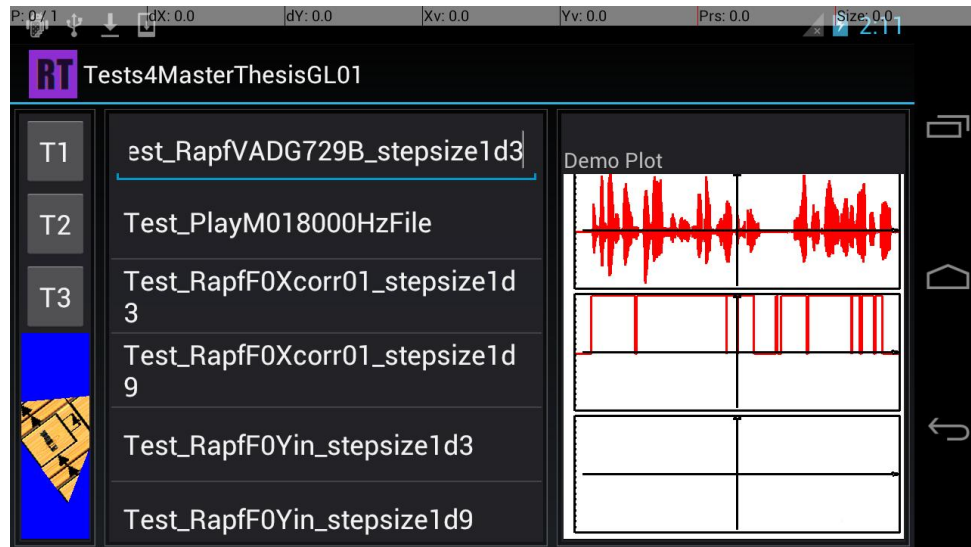 P: 0 / 1 dX: 0.0 dY: 0.0 Xv: 0.0 Yv: 0.0 Prs: 0.0 Size: 0.0
2:11
RT Tests4MasterThesisGL01
T1
T2
T3
est_RapfVADG729B_stepsize1d3
Test_PlayM018000HzFile
Test_RapfF0Xcorr01_stepsize1d
3
Test_RapfF0Xcorr01_stepsize1d
9
Test_RapfF0Yin_stepsize1d3
Test_RapfF0Yin_stepsize1d9
Demo Plot